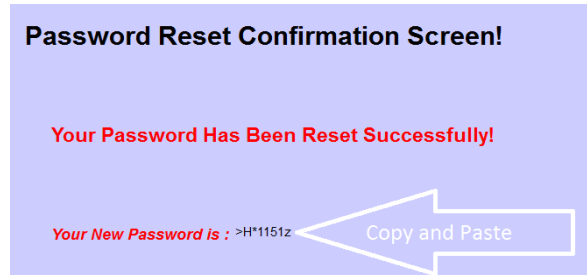 Password Reset Confirmation Screen!
Your Password Has Been Reset Successfully!
Your New Password is : >H*1151z
Copy and Paste